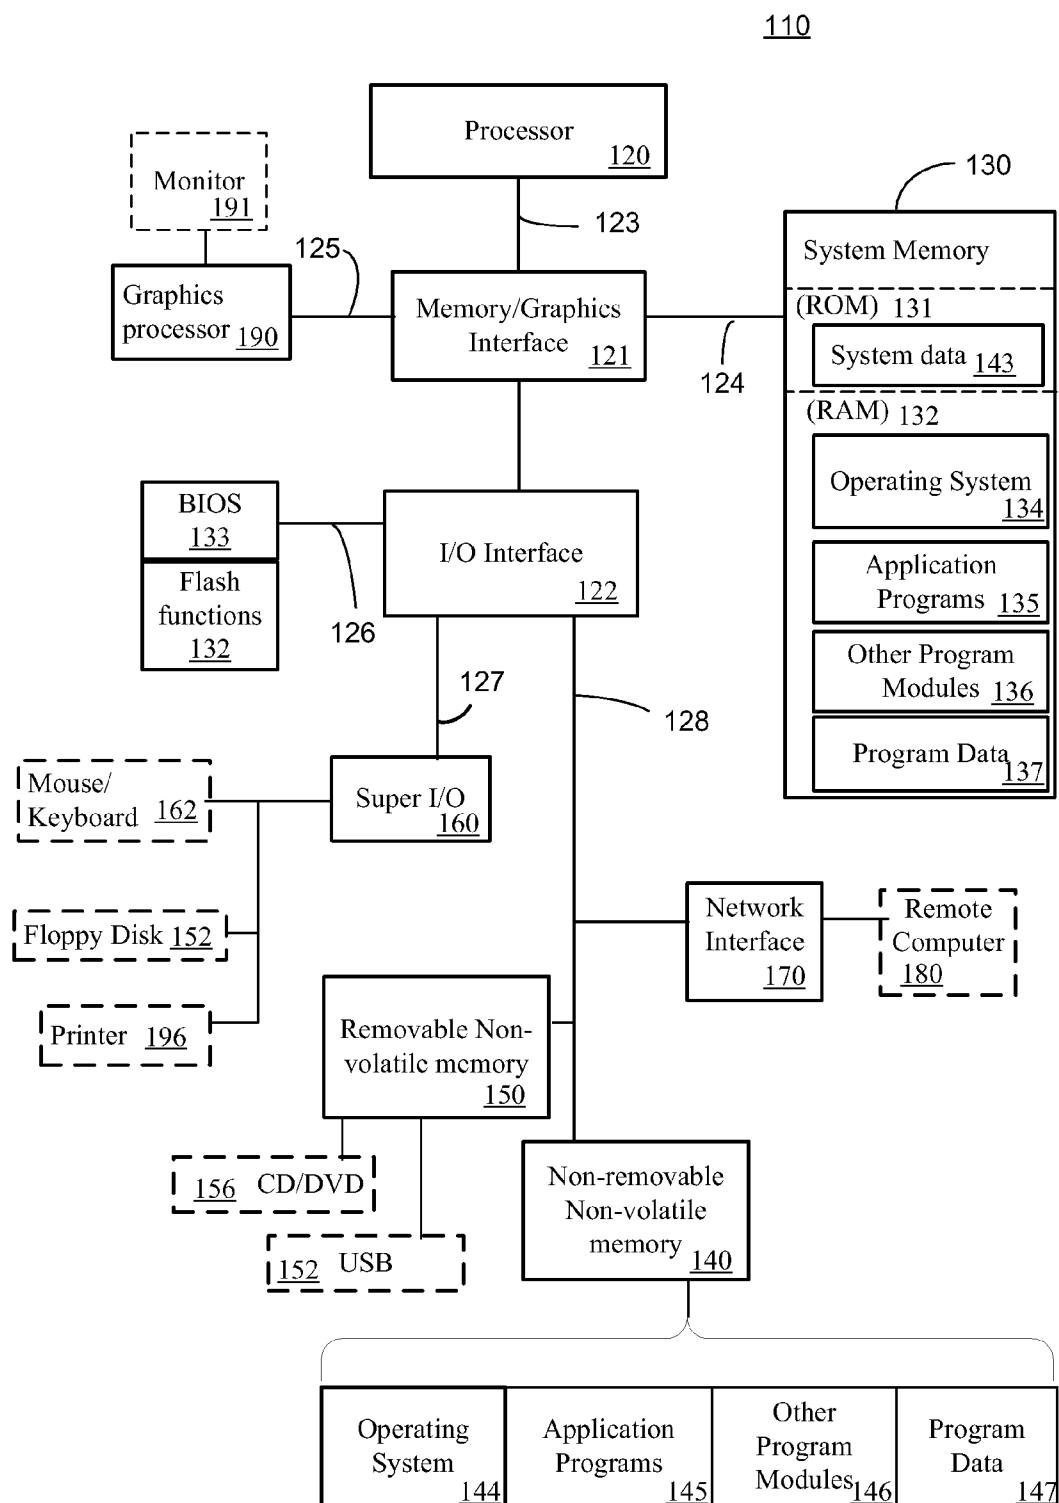 110
Processor
120
123
Monitor
191
125
Graphics
processor 190
Memory/Graphics
Interface
121
124
130
System Memory
(ROM) 131
System data 143
(RAM) 132
Operating System
134
Application
Programs 135
Other Program
Modules 136
Program Data
137
BIOS
133
Flash
functions
132
126
I/O Interface
122
127
128
Mouse/
Keyboard 162
Super I/O
160
Floppy Disk 152
Printer 196
Network
Interface
170
Remote
Computer
180
Removable Non-
volatile memory
150
156 CD/DVD
152 USB
Non-removable
Non-volatile
memory
140
Operating
System
144
Application
Programs
145
Other
Program
Modules 146
Program
Data
147